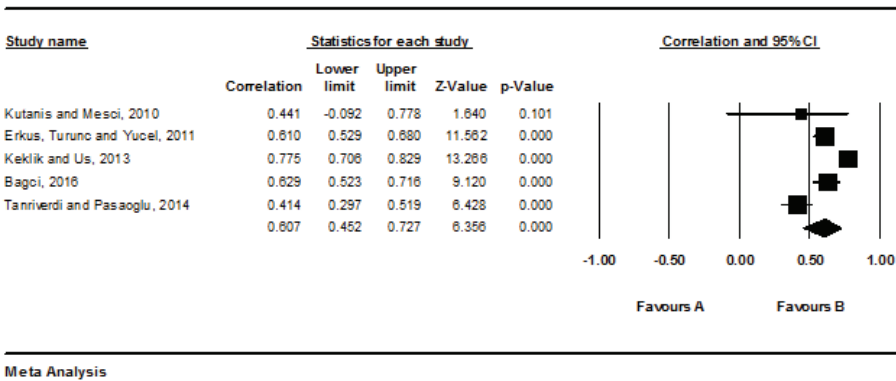 Study name Statistics for each study Correlation and 95% CI
Lower Upper
Correlation limit limit Z-Value p-Value
Kutanis and Mesci, 2010 0.441 -0.092 0.778 1.640 0.101
Erkus, Turunc and Yucel, 2011 0.610 0.529 0.680 11.562 0.000
Keklik and Us, 2013 0.775 0.706 0.829 13.266 0.000
Bagci, 2016 0.629 0.523 0.716 9.120 0.000
Tanriverdi and Pasaoglu, 2014 0.414 0.297 0.519 6.428 0.000
0.607 0.452 0.727 6.356 0.000
-1.00 -0.50 0.00 0.50 1.00
Favours A Favours B
Meta Analysis